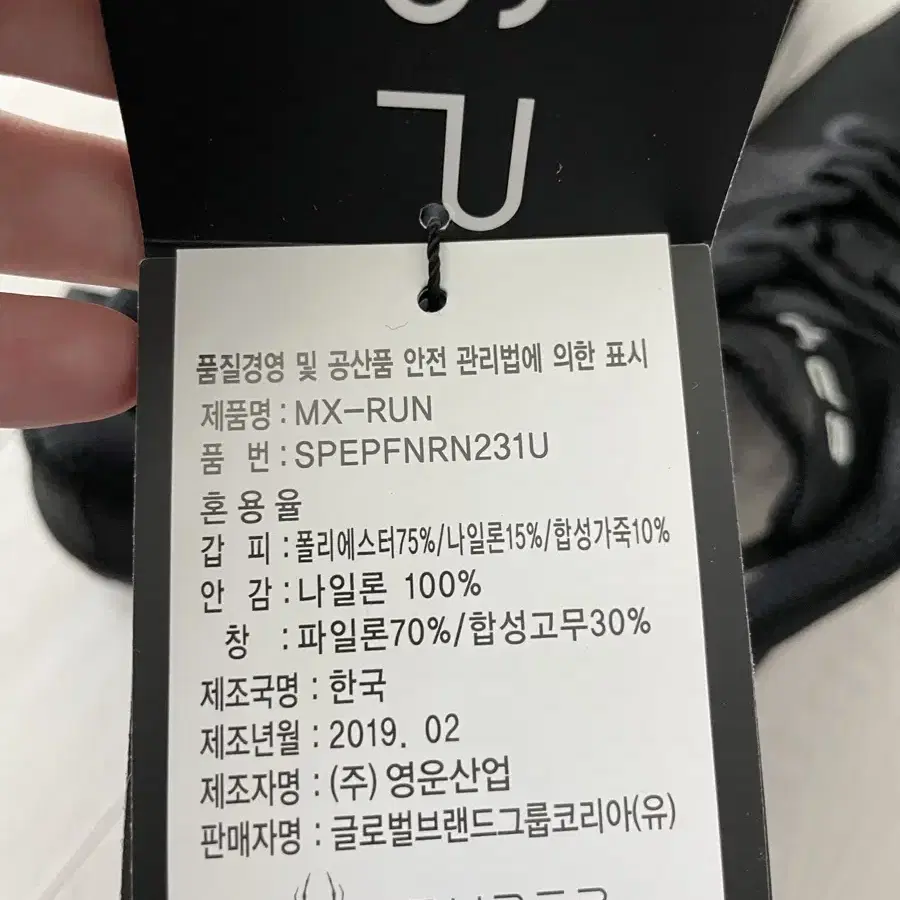 품질경영 및 공산품 안전 관리법에 의한 표시
제품명 : MX-RUN
품 번 : SPEPFNRN231U
혼 용 율
갑 피 : 폴리에스터75%/나일론15%/합성가죽10%
안 감 : 나일론 100%
창 : 파일론70%/합성고무30%
제조국명 : 한국
제조년월 : 2019. 02
제조자명 : (주) 영운산업
판매자명 : 글로벌브랜드그룹코리아(유)